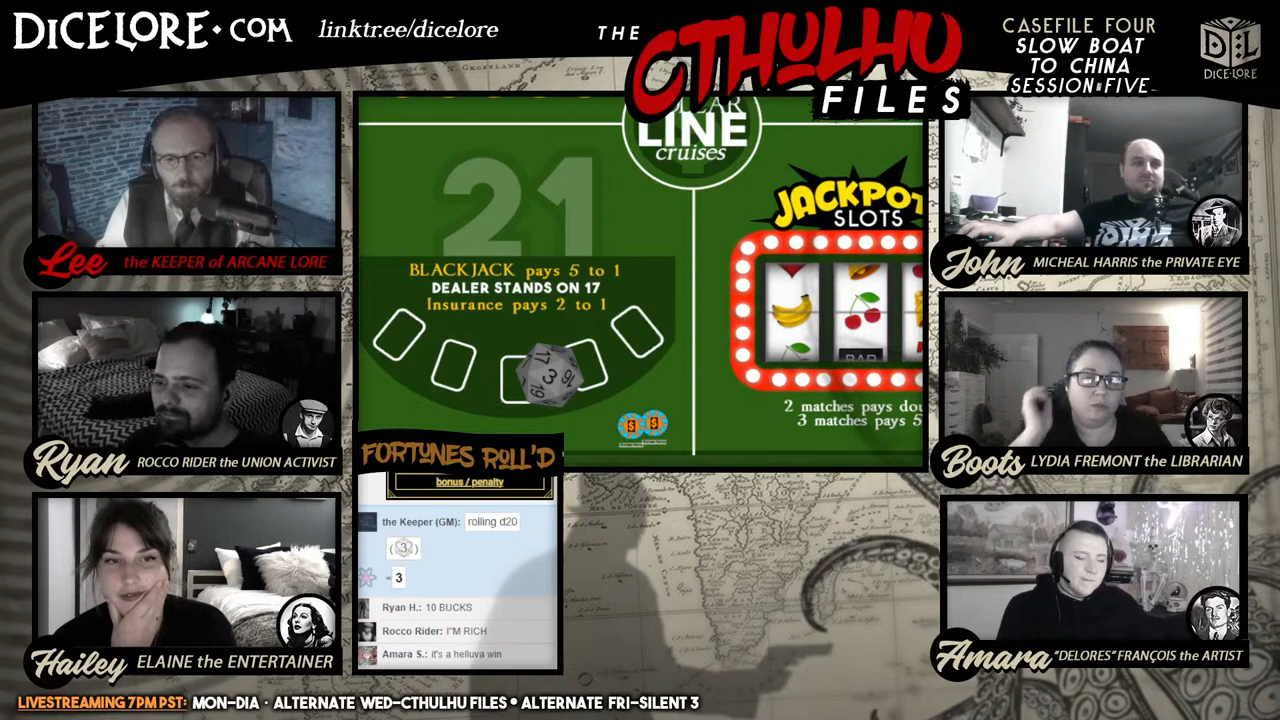 DICELORE·COM
linktr.ee/dicelore
THE
CTHULHU
FILES
CASEFILE FOUR
SLOW BOAT
TO CHINA
SESSION FIVE
DICE·LORE
LINE
cruises
21
BLACKJACK pays 5 to 1
DEALER STANDS ON 17
Insurance pays 2 to 1
17
3
16
19
JACKPOT
SLOTS
BAR
2 matches pays dou
3 matches pays 5
Lee
the KEEPER of ARCANE LORE
John
MICHEAL HARRIS the PRIVATE EYE
Ryan
ROCCO RIDER the UNION ACTIVIST
Boots
LYDIA FREMONT the LIBRARIAN
Hailey
ELAINE the ENTERTAINER
Amara
"DELORES" FRANÇOIS the ARTIST
FORTUNES ROLL'D
bonus / penalty
the Keeper (GM): rolling d20
(3)
=3
Ryan H.: 10 BUCKS
Rocco Rider: I"M RICH
Amara S.: it's a helluva win
LIVESTREAMING 7PM PST: MON-DIA · ALTERNATE WED-CTHULHU FILES • ALTERNATE FRI-SILENT 3